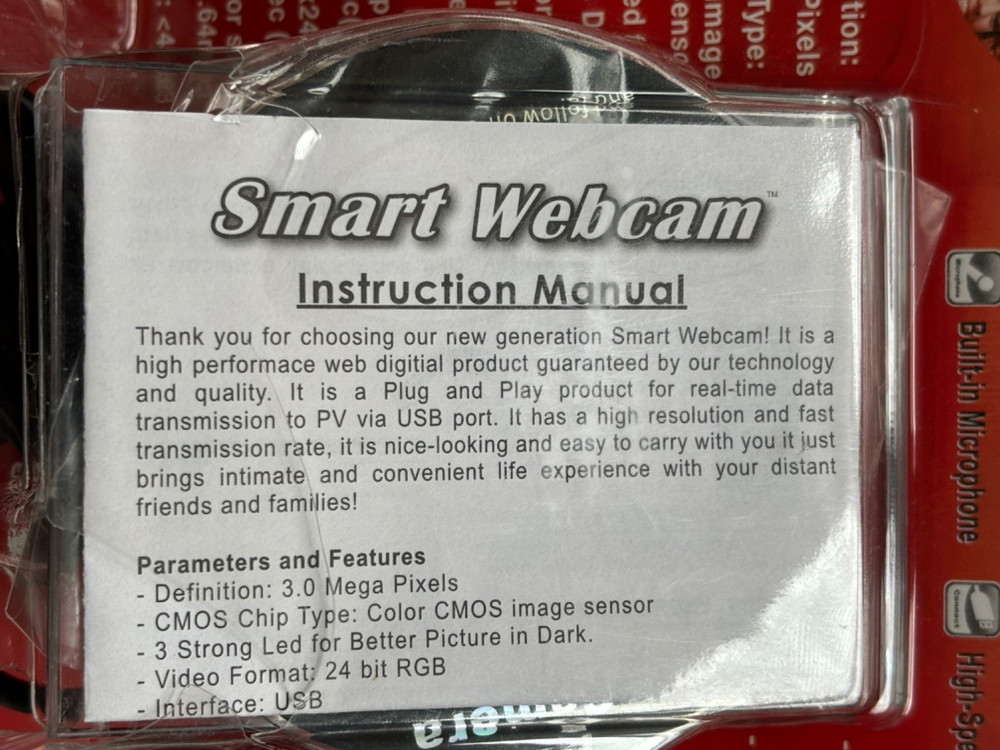 Smart Webcam™
Instruction Manual
Thank you for choosing our new generation Smart Webcam! It is a
high performace web digitial product guaranteed by our technology
and quality. It is a Plug and Play product for real-time data
transmission to PV via USB port. It has a high resolution and fast
transmission rate, it is nice-looking and easy to carry with you it just
brings intimate and convenient life experience with your distant
friends and families!
Parameters and Features
- Definition: 3.0 Mega Pixels
- CMOS Chip Type: Color CMOS image sensor
- 3 Strong Led for Better Picture in Dark.
- Video Format: 24 bit RGB
- Interface: USB
Microphone
Built-in Microphone
Connect
High-Spe
tion:
Pixels
Type:
image